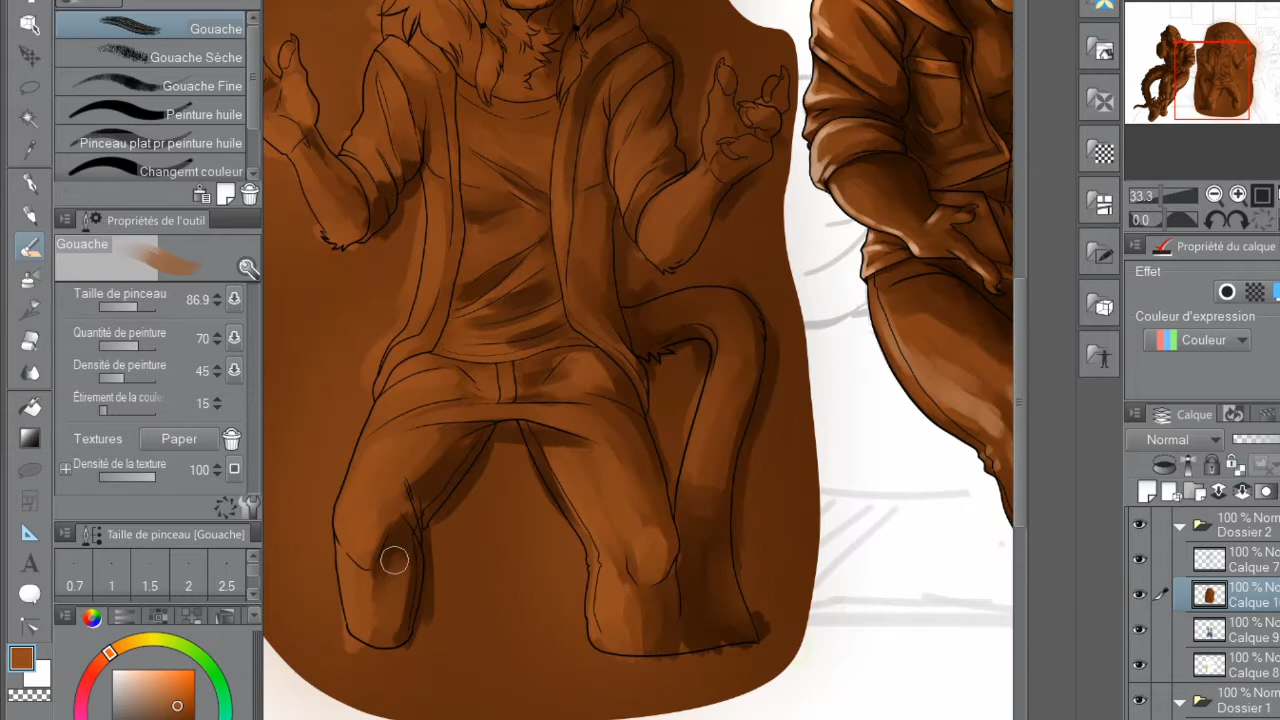 Gouache
Gouache Sèche
Gouache Fine
Peinture huile
Pinceau plat pr peinture huile
Changemt couleur
Propriétés de l'outil
Gouache
Taille de pinceau 86.9
Quantité de peinture 70
Densité de peinture 45
Étirement de la coule 15
Textures Paper
Densité de la texture 100
Taille de pinceau [Gouache]
0.7 1 1.5 2 2.5
33.3
0.0
Propriété du calque
Effet
Couleur d'expression
Couleur
Calque
Normal
100 % No
Dossier 2
100 % No
Calque 7
100 % No
Calque 1
100 % No
Calque 9
100 % No
Calque 8
100 % No
Dossier 1